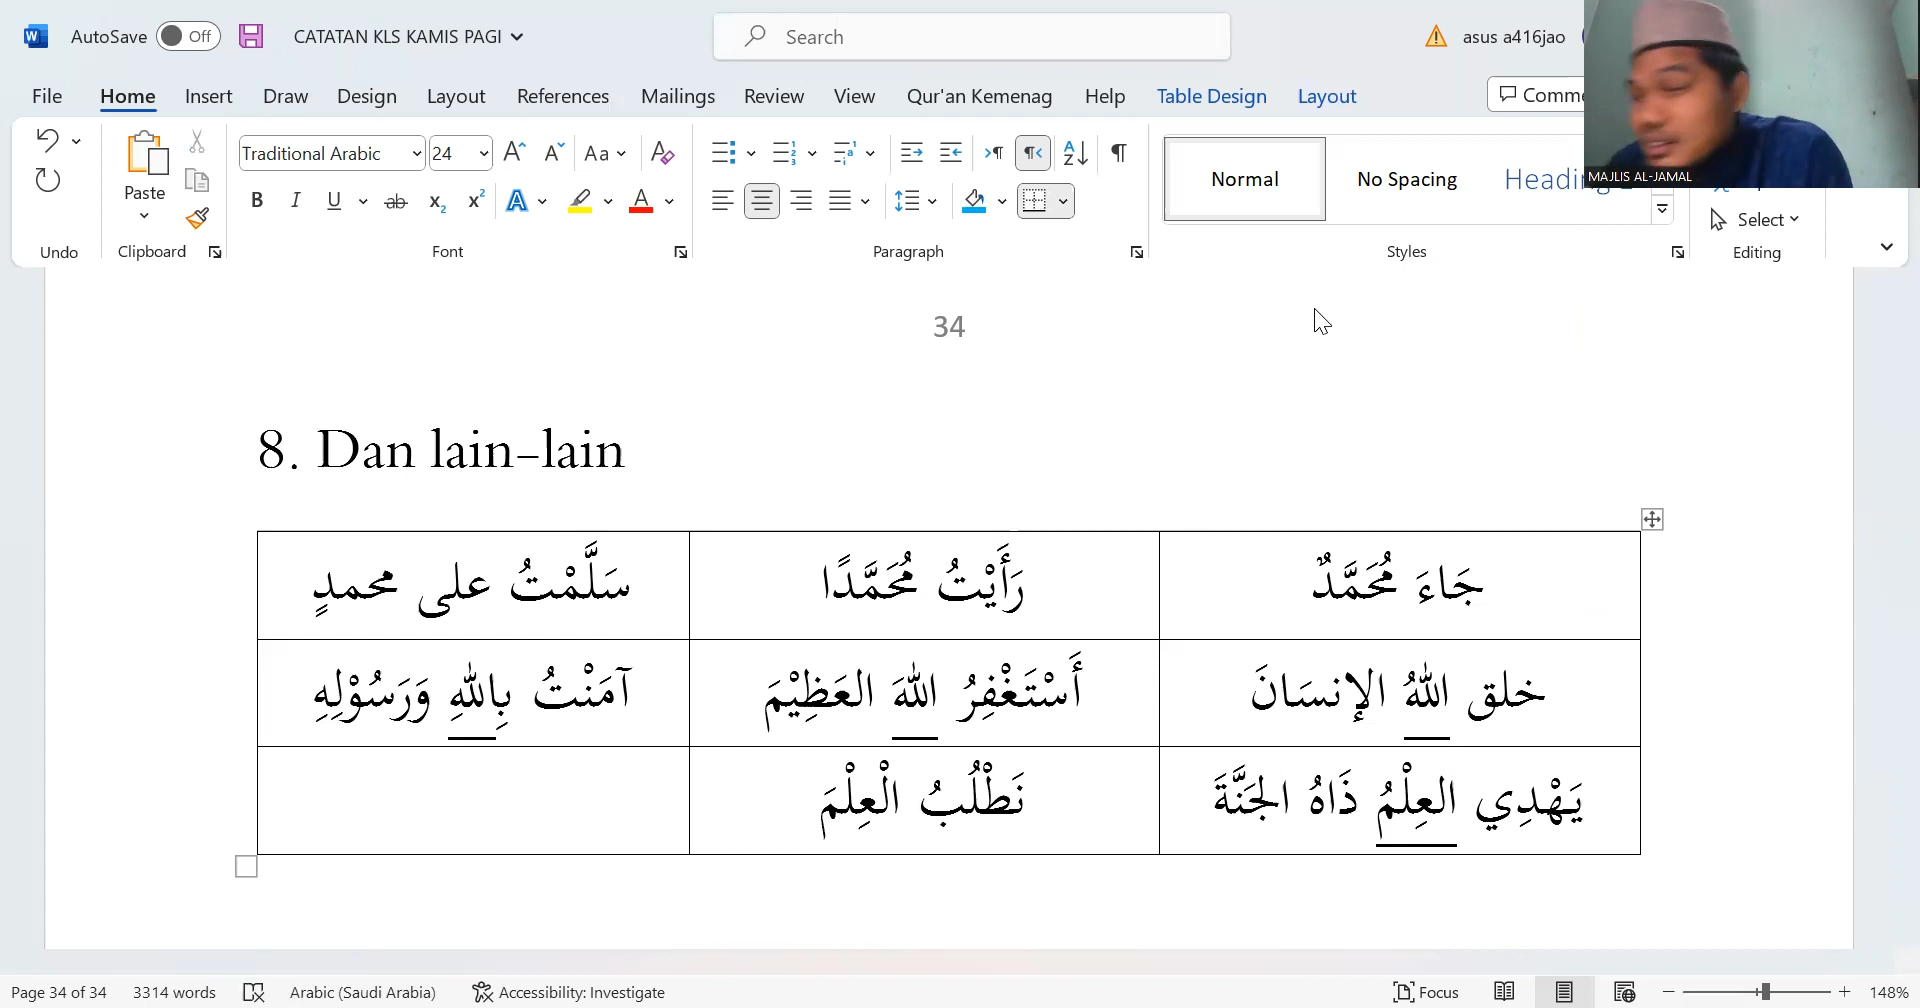 AutoSave Off CATATAN KLS KAMIS PAGI Search asus a416jao
File Home Insert Draw Design Layout References Mailings Review View Qur'an Kemenag Help Table Design Layout
MAJLIS AL-JAMAL
Paste Traditional Arabic 24 Aa Normal No Spacing Heading
Select
Undo Clipboard Font Paragraph Styles Editing
34
8. Dan lain-lain
جَاءَ مُحَمَّدٌ رَأَيْتُ مُحَمَّدًا سَلَّمْتُ على محمدٍ
خلق اللهُ الإنسَانَ أَسْتَغْفِرُ اللهَ العَظِيْمَ آمَنْتُ بِاللهِ وَرَسُوْلِهِ
يَهْدِي العِلْمُ ذَاهُ الجَنَّةَ نَطْلُبُ الْعِلْمَ
Page 34 of 34 3314 words Arabic (Saudi Arabia) Accessibility: Investigate Focus 148%